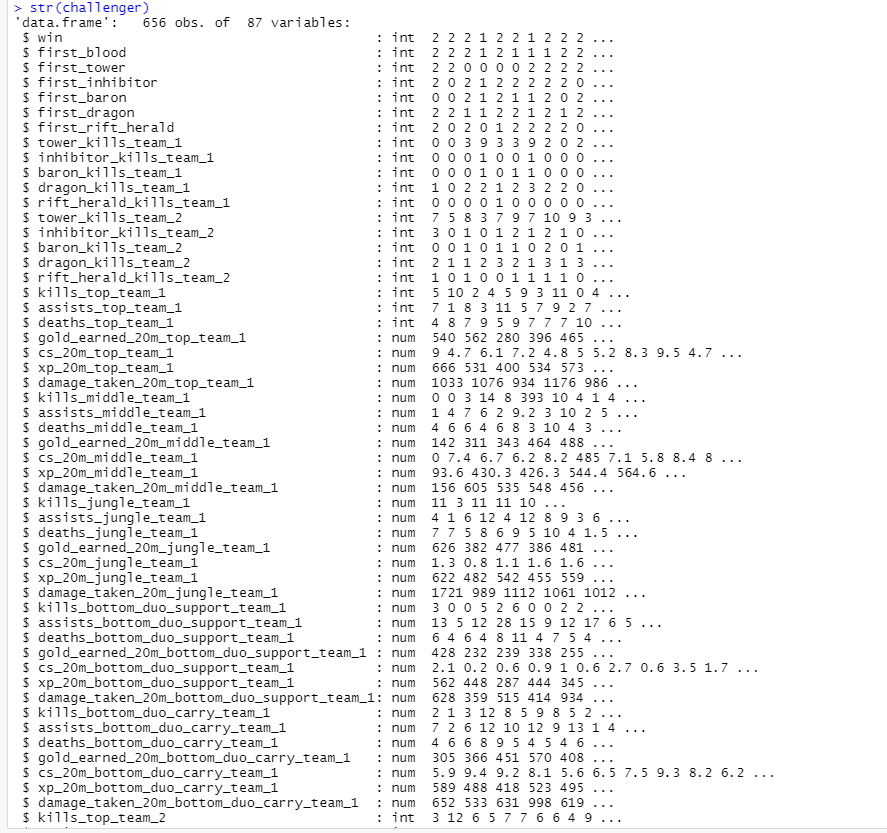 > str(challenger)
'data.frame':   656 obs. of  87 variables:
 $ win                                   : int  2 2 2 1 2 2 1 2 2 2 ...
 $ first_blood                           : int  2 2 2 1 2 1 1 1 2 2 ...
 $ first_tower                           : int  2 2 0 0 0 0 2 2 2 2 ...
 $ first_inhibitor                       : int  2 0 2 1 2 2 2 2 2 0 ...
 $ first_baron                           : int  0 0 2 1 2 1 1 2 0 2 ...
 $ first_dragon                          : int  2 2 1 1 2 2 1 2 1 2 ...
 $ first_rift_herald                     : int  2 0 2 0 1 2 2 2 2 0 ...
 $ tower_kills_team_1                    : int  0 0 3 9 3 3 9 2 0 2 ...
 $ inhibitor_kills_team_1                : int  0 0 0 1 0 0 1 0 0 0 ...
 $ baron_kills_team_1                    : int  0 0 0 1 0 1 1 0 0 0 ...
 $ dragon_kills_team_1                   : int  1 0 2 2 1 2 3 2 2 0 ...
 $ rift_herald_kills_team_1              : int  0 0 0 0 1 0 0 0 0 0 ...
 $ tower_kills_team_2                    : int  7 5 8 3 7 9 7 10 9 3 ...
 $ inhibitor_kills_team_2                : int  3 0 1 0 1 2 1 2 1 0 ...
 $ baron_kills_team_2                    : int  0 0 1 0 1 1 0 2 0 1 ...
 $ dragon_kills_team_2                   : int  2 1 1 2 3 2 1 3 1 3 ...
 $ rift_herald_kills_team_2              : int  1 0 1 0 0 1 1 1 1 0 ...
 $ kills_top_team_1                      : int  5 10 2 4 5 9 3 11 0 4 ...
 $ assists_top_team_1                    : int  7 1 8 3 11 5 7 9 2 7 ...
 $ deaths_top_team_1                     : int  4 8 7 9 5 9 7 7 7 10 ...
 $ gold_earned_20m_top_team_1            : num  540 562 280 396 465 ...
 $ cs_20m_top_team_1                     : num  9 4.7 6.1 7.2 4.8 5 5.2 8.3 9.5 4.7 ...
 $ xp_20m_top_team_1                     : num  666 531 400 534 573 ...
 $ damage_taken_20m_top_team_1           : num  1033 1076 934 1176 986 ...
 $ kills_middle_team_1                   : num  0 0 3 14 8 393 10 4 1 4 ...
 $ assists_middle_team_1                 : num  1 4 7 6 2 9.2 3 10 2 5 ...
 $ deaths_middle_team_1                  : num  4 6 6 4 6 8 3 10 4 3 ...
 $ gold_earned_20m_middle_team_1         : num  142 311 343 464 488 ...
 $ cs_20m_middle_team_1                  : num  0 7.4 6.7 6.2 8.2 485 7.1 5.8 8.4 8 ...
 $ xp_20m_middle_team_1                  : num  93.6 430.3 426.3 544.4 564.6 ...
 $ damage_taken_20m_middle_team_1        : num  156 605 535 548 456 ...
 $ kills_jungle_team_1                   : num  11 3 11 11 10 ...
 $ assists_jungle_team_1                 : num  4 1 6 12 4 12 8 9 3 6 ...
 $ deaths_jungle_team_1                  : num  7 7 5 8 6 9 5 10 4 1.5 ...
 $ gold_earned_20m_jungle_team_1         : num  626 382 477 386 481 ...
 $ cs_20m_jungle_team_1                  : num  1.3 0.8 1.1 1.6 1.6 ...
 $ xp_20m_jungle_team_1                  : num  622 482 542 455 559 ...
 $ damage_taken_20m_jungle_team_1        : num  1721 989 1112 1061 1012 ...
 $ kills_bottom_duo_support_team_1       : num  3 0 0 5 2 6 0 0 2 2 ...
 $ assists_bottom_duo_support_team_1     : num  13 5 12 28 15 9 12 17 6 5 ...
 $ deaths_bottom_duo_support_team_1      : num  6 4 6 4 8 11 4 7 5 4 ...
 $ gold_earned_20m_bottom_duo_support_team_1 : num  428 232 239 338 255 ...
 $ cs_20m_bottom_duo_support_team_1      : num  2.1 0.2 0.6 0.9 1 0.6 2.7 0.6 3.5 1.7 ...
 $ xp_20m_bottom_duo_support_team_1      : num  562 448 287 444 345 ...
 $ damage_taken_20m_bottom_duo_support_team_1: num  628 359 515 414 934 ...
 $ kills_bottom_duo_carry_team_1         : num  2 1 3 12 8 5 9 8 5 2 ...
 $ assists_bottom_duo_carry_team_1       : num  7 2 6 12 10 12 9 13 1 4 ...
 $ deaths_bottom_duo_carry_team_1        : num  4 6 6 8 9 5 4 5 4 6 ...
 $ gold_earned_20m_bottom_duo_carry_team_1   : num  305 366 451 570 408 ...
 $ cs_20m_bottom_duo_carry_team_1        : num  5.9 9.4 9.2 8.1 5.6 6.5 7.5 9.3 8.2 6.2 ...
 $ xp_20m_bottom_duo_carry_team_1        : num  589 488 418 523 495 ...
 $ damage_taken_20m_bottom_duo_carry_team_1  : num  652 533 631 998 619 ...
 $ kills_top_team_2                      : int  3 12 6 5 7 7 6 6 4 9 ...